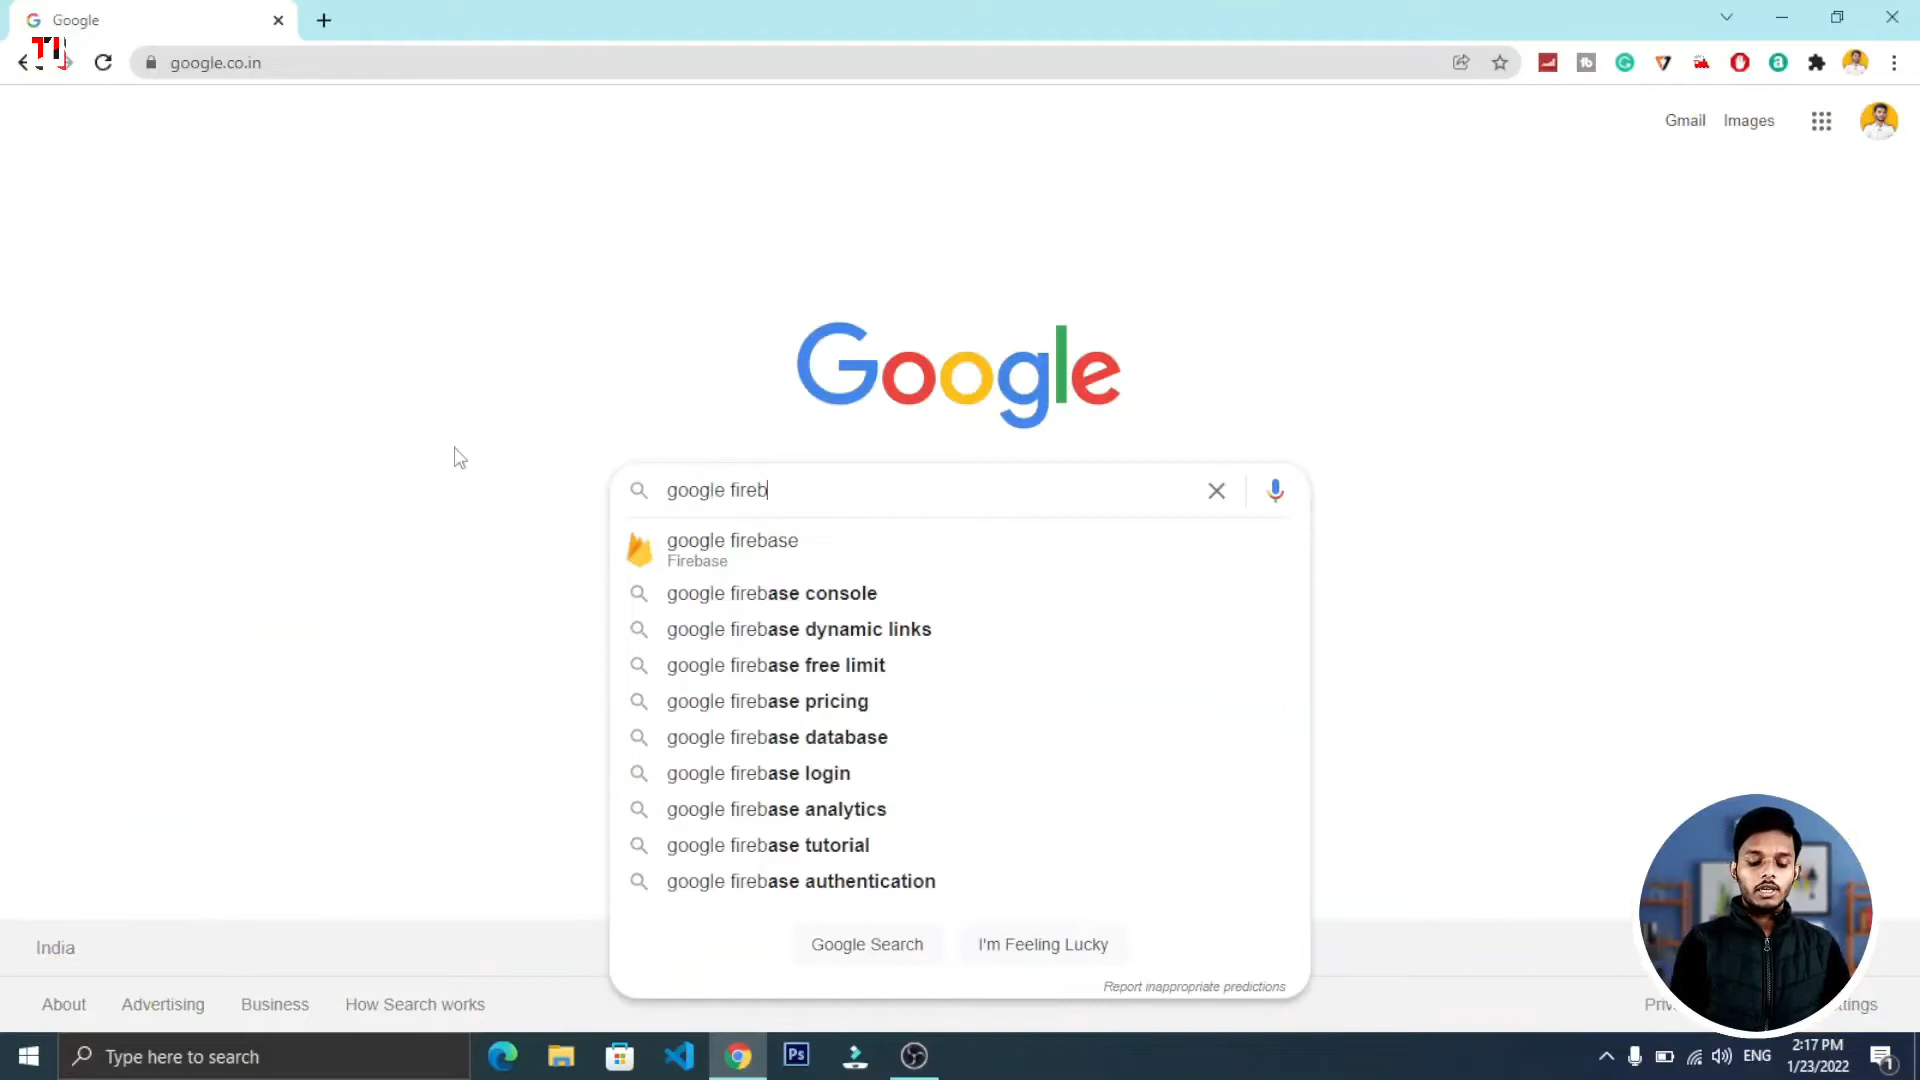 Google
google.co.in
Gmail Images
Google
google fireb
google firebase
Firebase
google firebase console
google firebase dynamic links
google firebase free limit
google firebase pricing
google firebase database
google firebase login
google firebase analytics
google firebase tutorial
google firebase authentication
Google Search I'm Feeling Lucky
Report inappropriate predictions
India
About Advertising Business How Search works
Type here to search
Ps
ENG
2:17 PM
1/23/2022
1